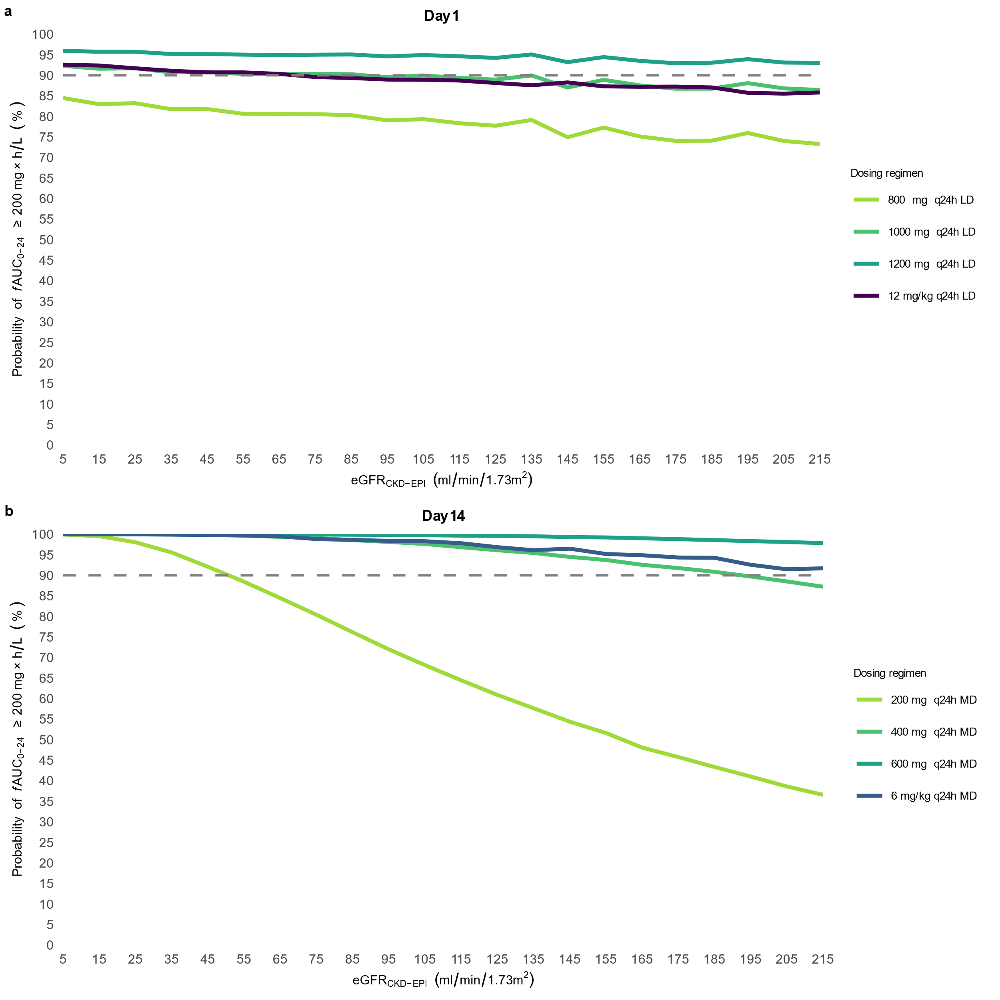 a
Day1
100
95
90
85
80
75
70
65
60
55
50
45
40
35
30
25
20
15
10
5
0
Probability of fAUC0−24 ≥ 200 mg × h/L (%)
5 15 25 35 45 55 65 75 85 95 105 115 125 135 145 155 165 175 185 195 205 215
eGFRCKD−EPI (ml/min/1.73m2)
Dosing regimen
800 mg q24h LD
1000 mg q24h LD
1200 mg q24h LD
12 mg/kg q24h LD
b
Day14
100
95
90
85
80
75
70
65
60
55
50
45
40
35
30
25
20
15
10
5
0
Probability of fAUC0−24 ≥ 200 mg × h/L (%)
5 15 25 35 45 55 65 75 85 95 105 115 125 135 145 155 165 175 185 195 205 215
eGFRCKD−EPI (ml/min/1.73m2)
Dosing regimen
200 mg q24h MD
400 mg q24h MD
600 mg q24h MD
6 mg/kg q24h MD